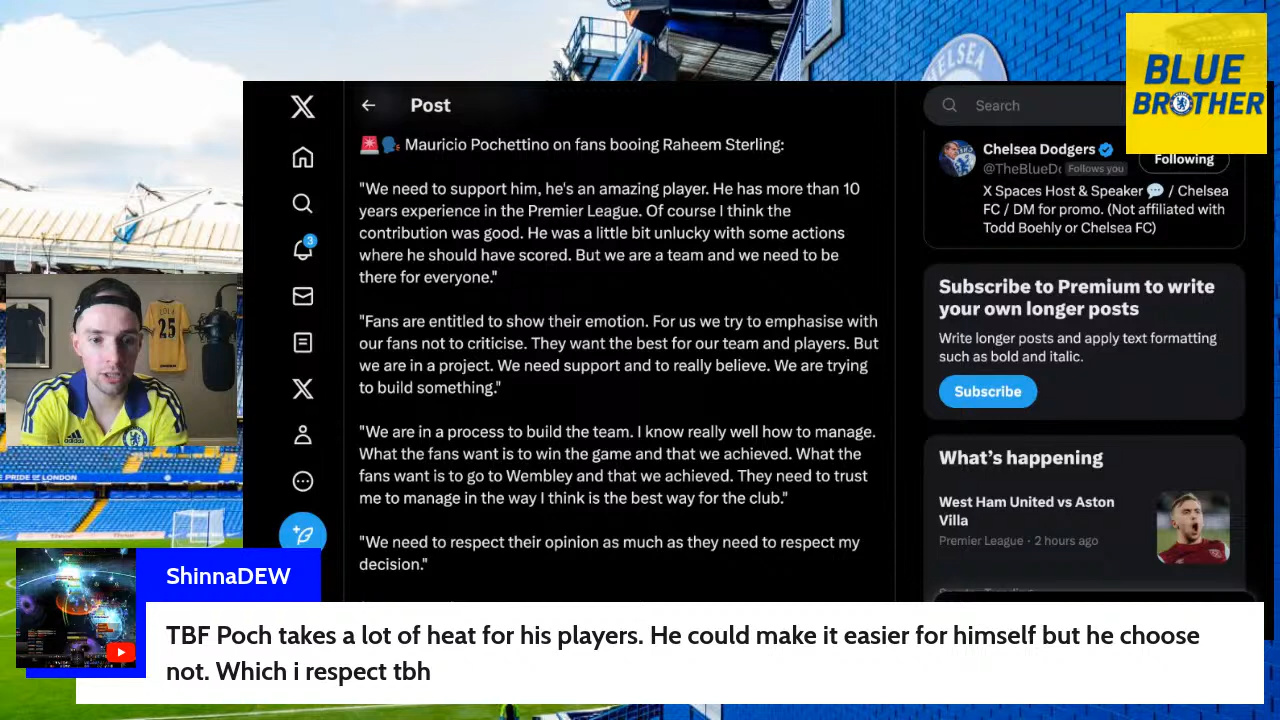 CHELSEA
BLUE
BROTHER
Post
Search
🚨🗣️ Mauricio Pochettino on fans booing Raheem Sterling:
"We need to support him, he's an amazing player. He has more than 10
years experience in the Premier League. Of course I think the
contribution was good. He was a little bit unlucky with some actions
where he should have scored. But we are a team and we need to be
there for everyone."
"Fans are entitled to show their emotion. For us we try to emphasise with
our fans not to criticise. They want the best for our team and players. But
we are in a project. We need support and to really believe. We are trying
to build something."
"We are in a process to build the team. I know really well how to manage.
What the fans want is to win the game and that we achieved. What the
fans want is to go to Wembley and that we achieved. They need to trust
me to manage in the way I think is the best way for the club."
"We need to respect their opinion as much as they need to respect my
decision."
3
Chelsea Dodgers
@TheBlueDo Follows you
Following
X Spaces Host & Speaker 💬 / Chelsea
FC / DM for promo. (Not affiliated with
Todd Boehly or Chelsea FC)
Subscribe to Premium to write
your own longer posts
Write longer posts and apply text formatting
such as bold and italic.
Subscribe
What's happening
West Ham United vs Aston
Villa
Premier League · 2 hours ago
ZOLA
25
adidas
E PRIDE OF LONDON
ShinnaDEW
TBF Poch takes a lot of heat for his players. He could make it easier for himself but he choose
not. Which i respect tbh